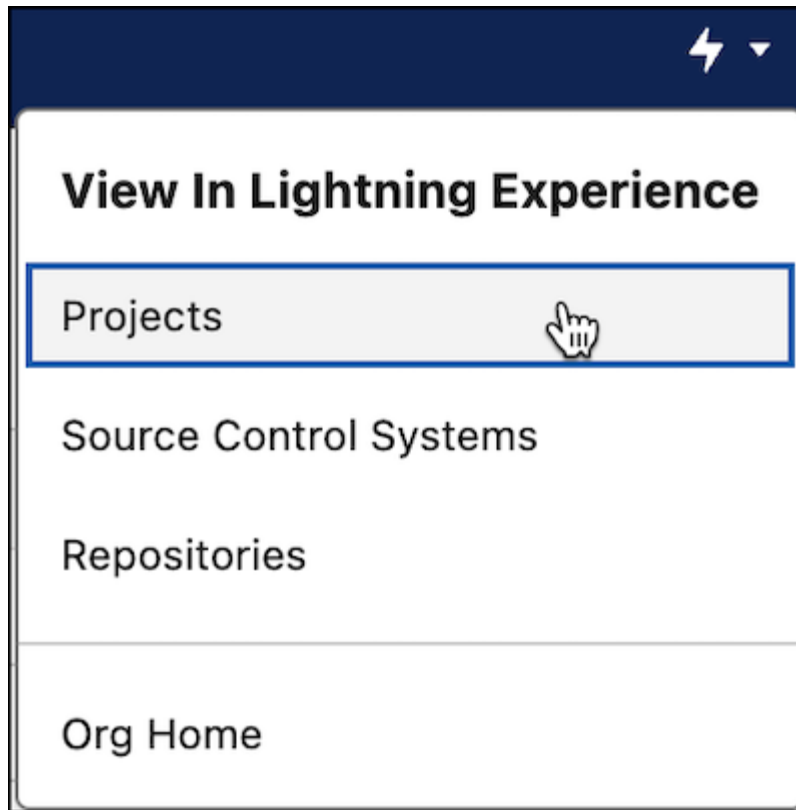 View In Lightning Experience
Projects
Source Control Systems
Repositories
Org Home